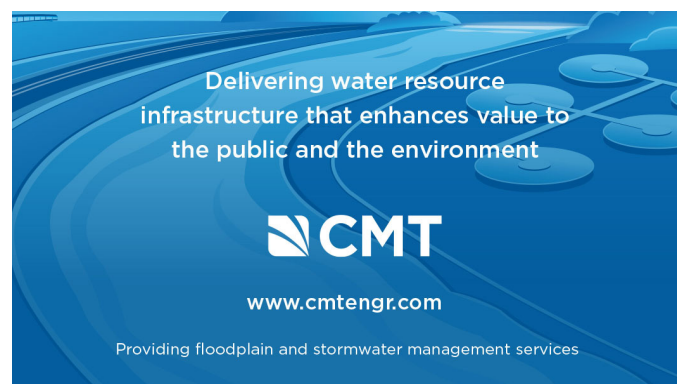 Delivering water resource
infrastructure that enhances value to
the public and the environment
CMT
www.cmtengr.com
Providing floodplain and stormwater management services